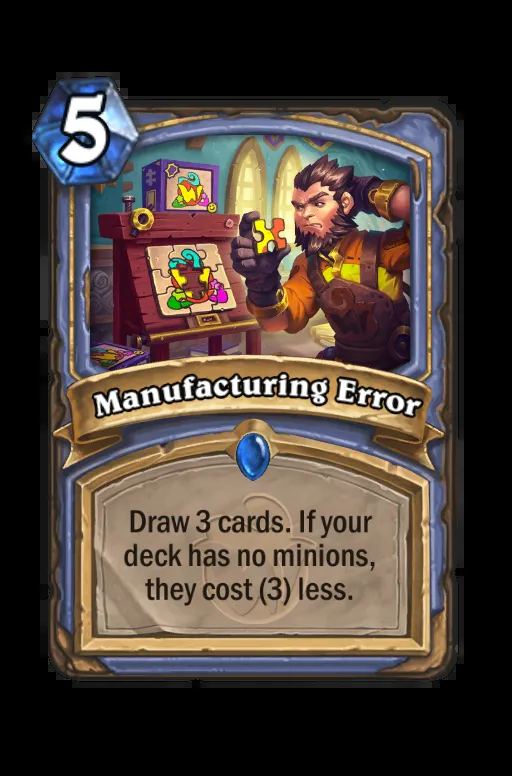 5
Manufacturing Error
Draw 3 cards. If your
deck has no minions,
they cost (3) less.